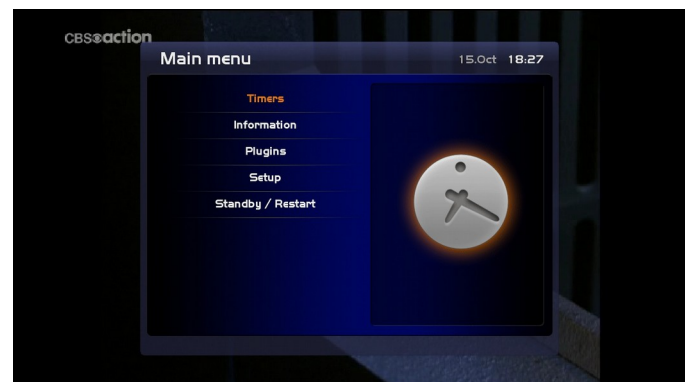 CBS action
Main menu
15.Oct 18:27
Timers
Information
Plugins
Setup
Standby / Restart